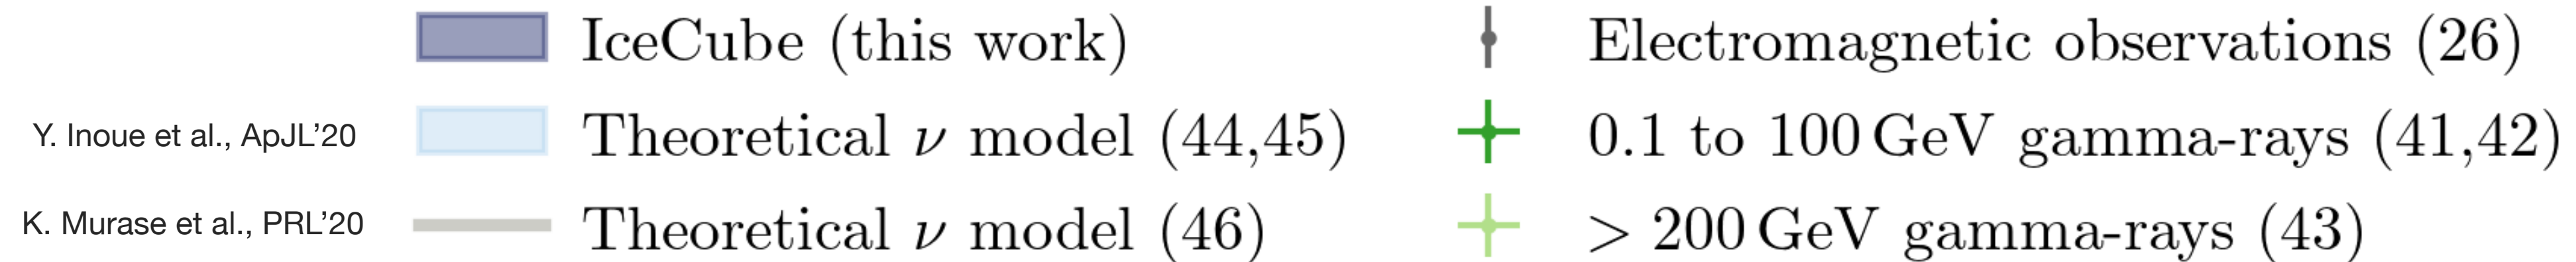 IceCube (this work)
Electromagnetic observations (26)
Y. Inoue et al., ApJL’20
Theoretical ν model (44,45)
0.1 to 100 GeV gamma-rays (41,42)
K. Murase et al., PRL’20
Theoretical ν model (46)
> 200 GeV gamma-rays (43)